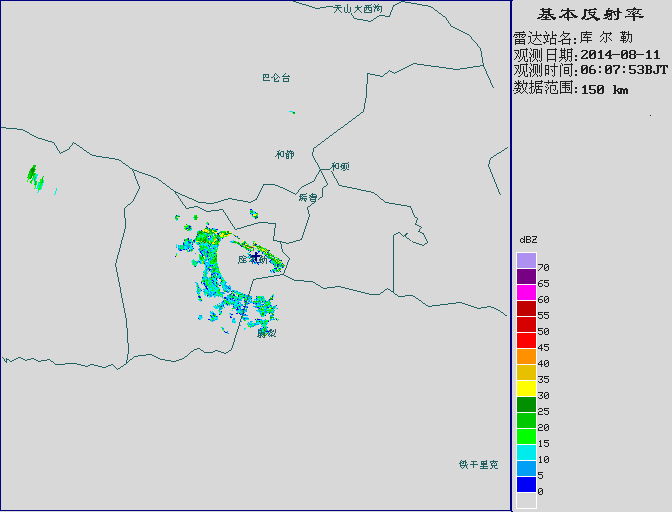 天山大西沟
基本反射率
雷达站名:库 尔 勒
观测日期:2014-08-11
观测时间:06:07:53BJT
数据范围:150 km
巴仑台
和静
和硕
焉耆
dBZ
70
65
60
55
50
45
40
35
30
25
20
15
10
5
0
尉犁
铁干里克